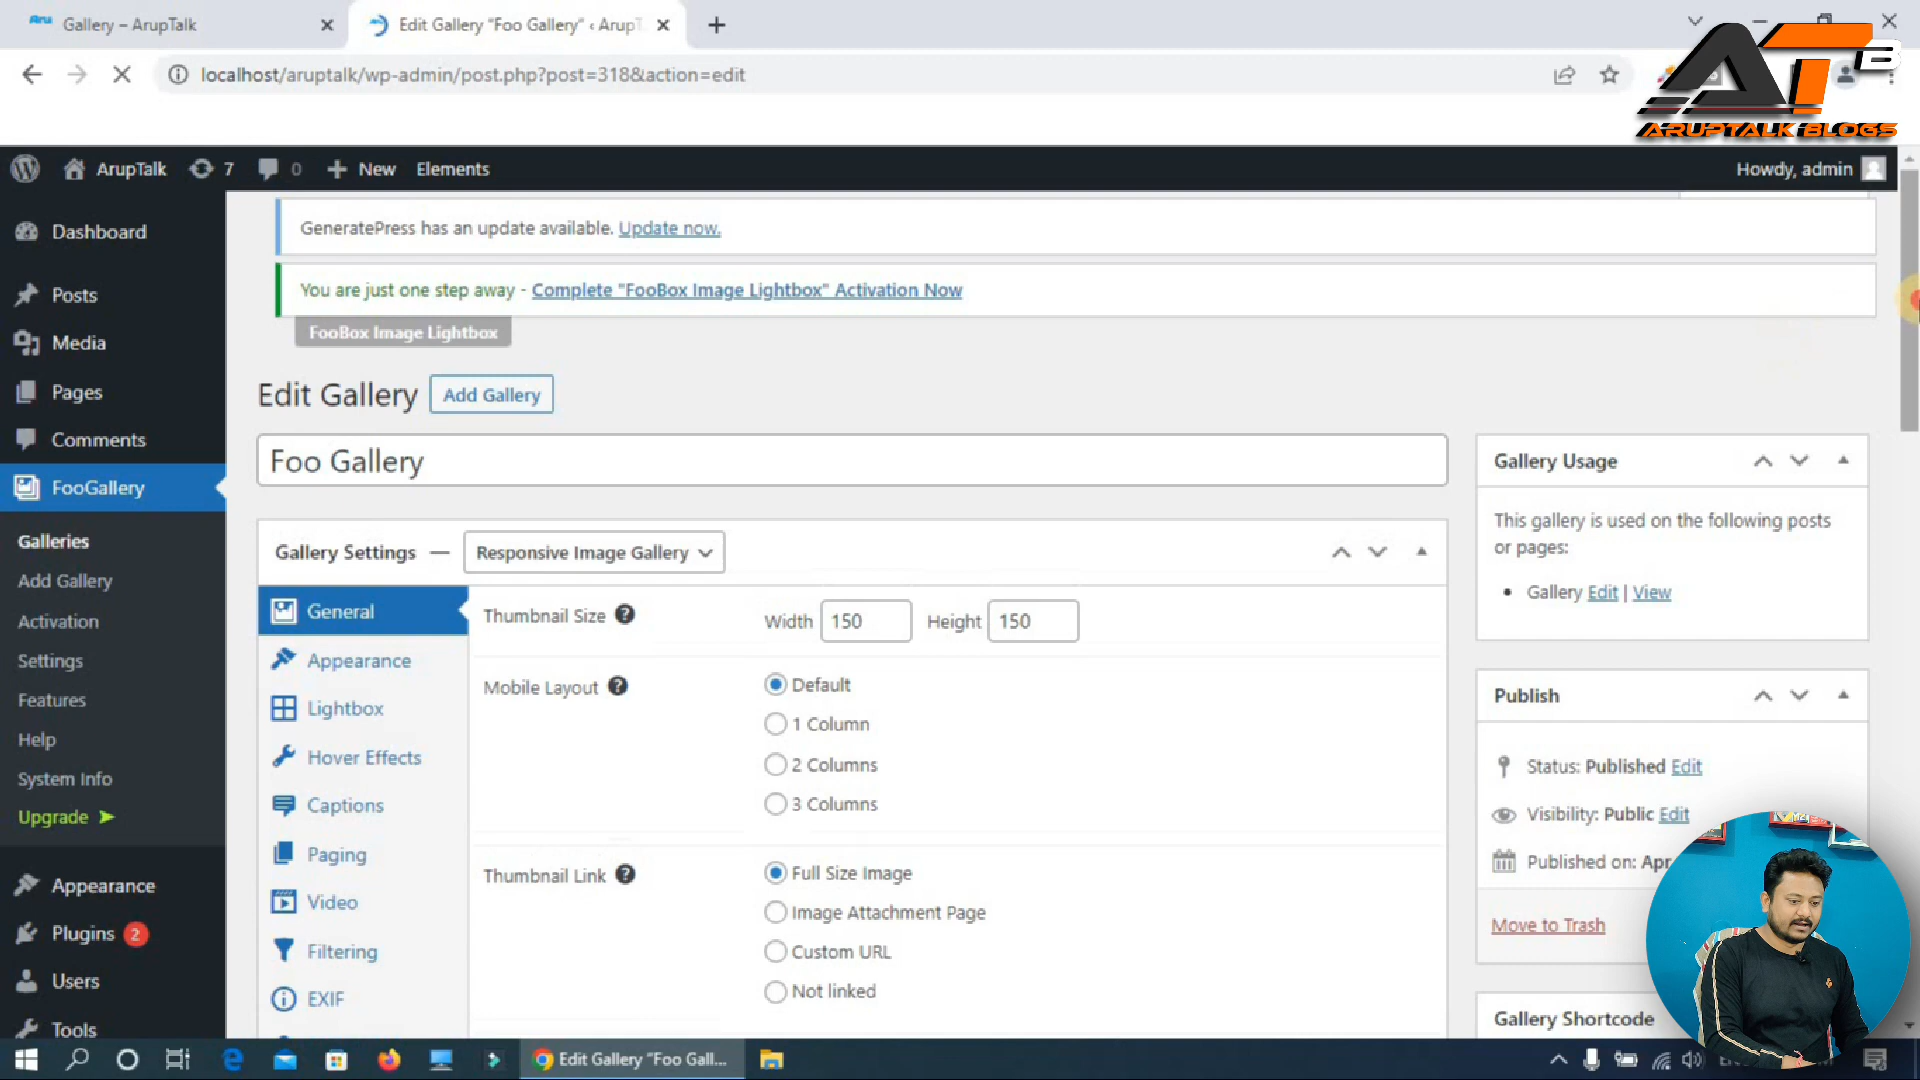 Aru Gallery – ArupTalk
Edit Gallery “Foo Gallery” ‹ ArupT
localhost/aruptalk/wp-admin/post.php?post=318&action=edit
ATB
ARUPTALK BLOGS
ArupTalk 7 0 New Elements
Howdy, admin
Dashboard
Posts
Media
Pages
Comments
FooGallery
Galleries
Add Gallery
Activation
Settings
Features
Help
System Info
Upgrade ➤
Appearance
Plugins 2
Users
Tools
GeneratePress has an update available. Update now.
You are just one step away - Complete "FooBox Image Lightbox" Activation Now
FooBox Image Lightbox
Edit Gallery Add Gallery
Foo Gallery
Gallery Settings — Responsive Image Gallery
General
Appearance
Lightbox
Hover Effects
Captions
Paging
Video
Filtering
EXIF
Thumbnail Size ? Width 150 Height 150
Mobile Layout ? Default
1 Column
2 Columns
3 Columns
Thumbnail Link ? Full Size Image
Image Attachment Page
Custom URL
Not linked
Gallery Usage
This gallery is used on the following posts
or pages:
Gallery Edit | View
Publish
Status: Published Edit
Visibility: Public Edit
Published on: Apr
Move to Trash
Gallery Shortcode
Edit Gallery “Foo Gall...